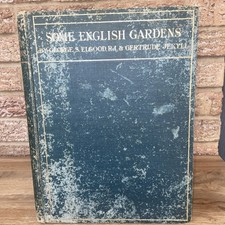 SOME ENGLISH GARDENS
BY GEORGE S. ELGOOD, R.I. & GERTRUDE JEKYLL